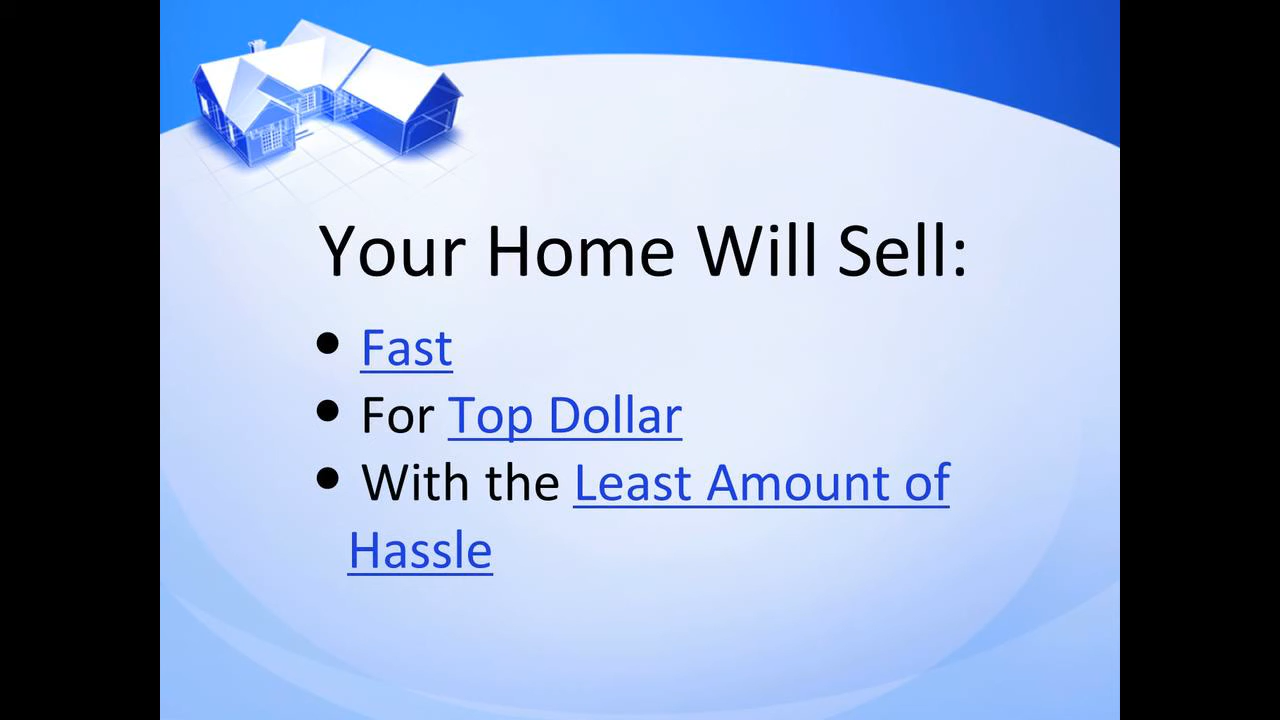 Your Home Will Sell:
• Fast
• For Top Dollar
• With the Least Amount of
Hassle